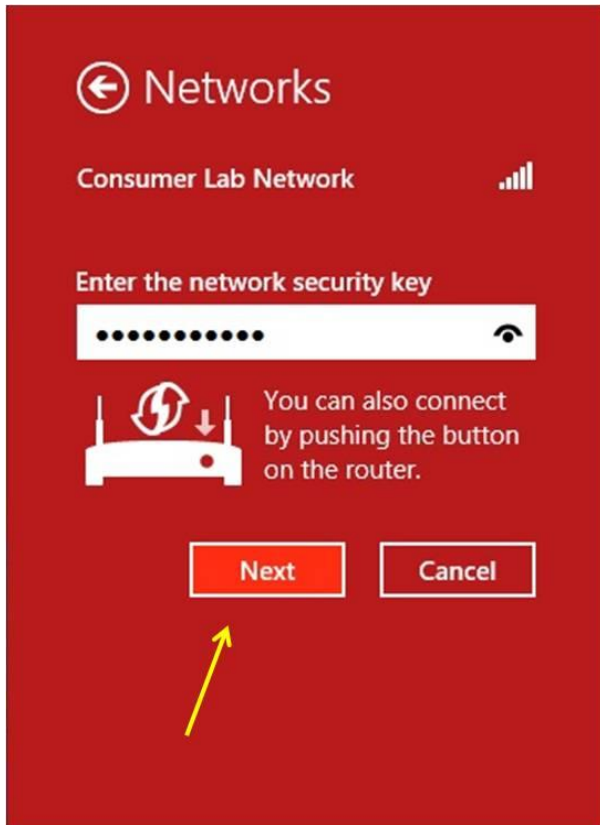 Networks
Consumer Lab Network
Enter the network security key
•••••••••••
You can also connect
by pushing the button
on the router.
Next
Cancel